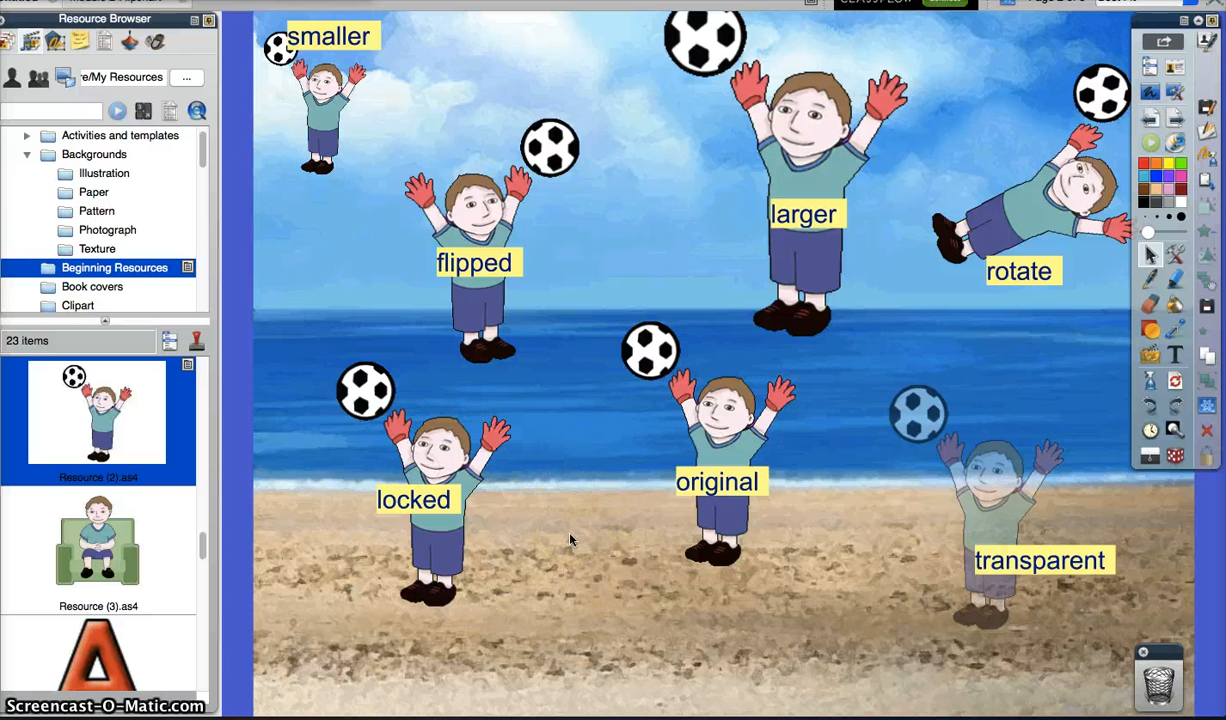 Resource Browser
e/My Resources
...
Activities and templates
Backgrounds
Illustration
Paper
Pattern
Photograph
Texture
Beginning Resources
Book covers
Clipart
23 items
Resource (2).as4
Resource (3).as4
A
Screencast-O-Matic.com
smaller
flipped
larger
rotate
locked
original
transparent
T